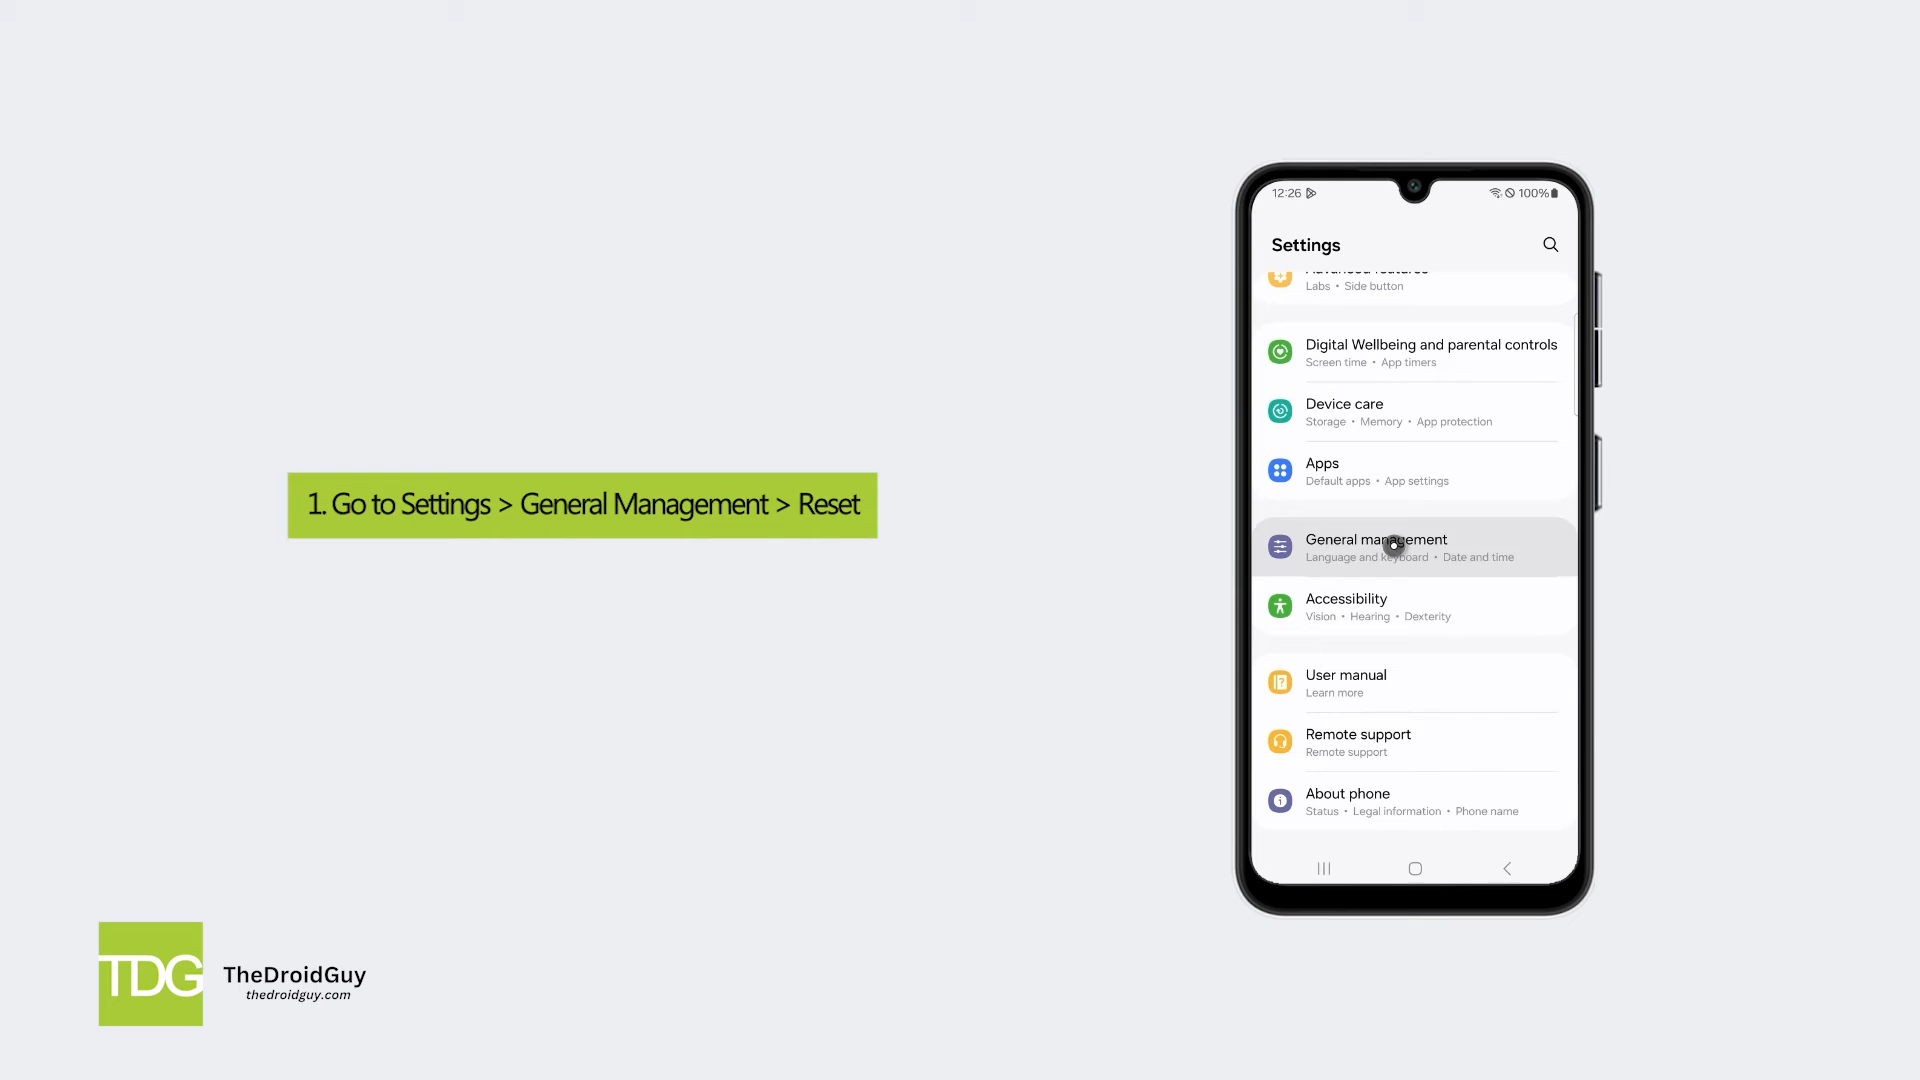 1. Go to Settings > General Management > Reset
12:26
100%
Settings
Advanced features
Labs • Side button
Digital Wellbeing and parental controls
Screen time • App timers
Device care
Storage • Memory • App protection
Apps
Default apps • App settings
General management
Language and keyboard • Date and time
Accessibility
Vision • Hearing • Dexterity
User manual
Learn more
Remote support
Remote support
About phone
Status • Legal information • Phone name
TDG
TheDroidGuy
thedroidguy.com